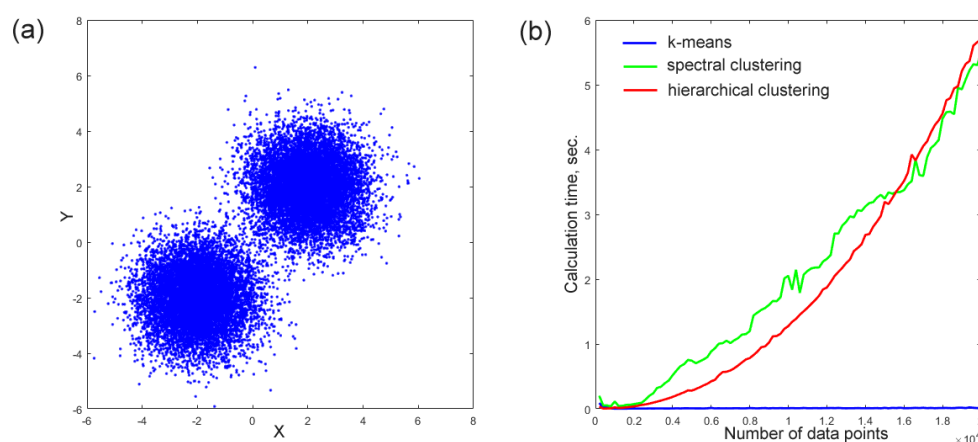 (a)
8
6
4
2
0
-2
-4
-6
Y
-6 -4 -2 0 2 4 6 8
X
(b)
k-means
spectral clustering
hierarchical clustering
6
5
4
3
2
1
0
Calculation time, sec.
0 0.2 0.4 0.6 0.8 1 1.2 1.4 1.6 1.8
Number of data points